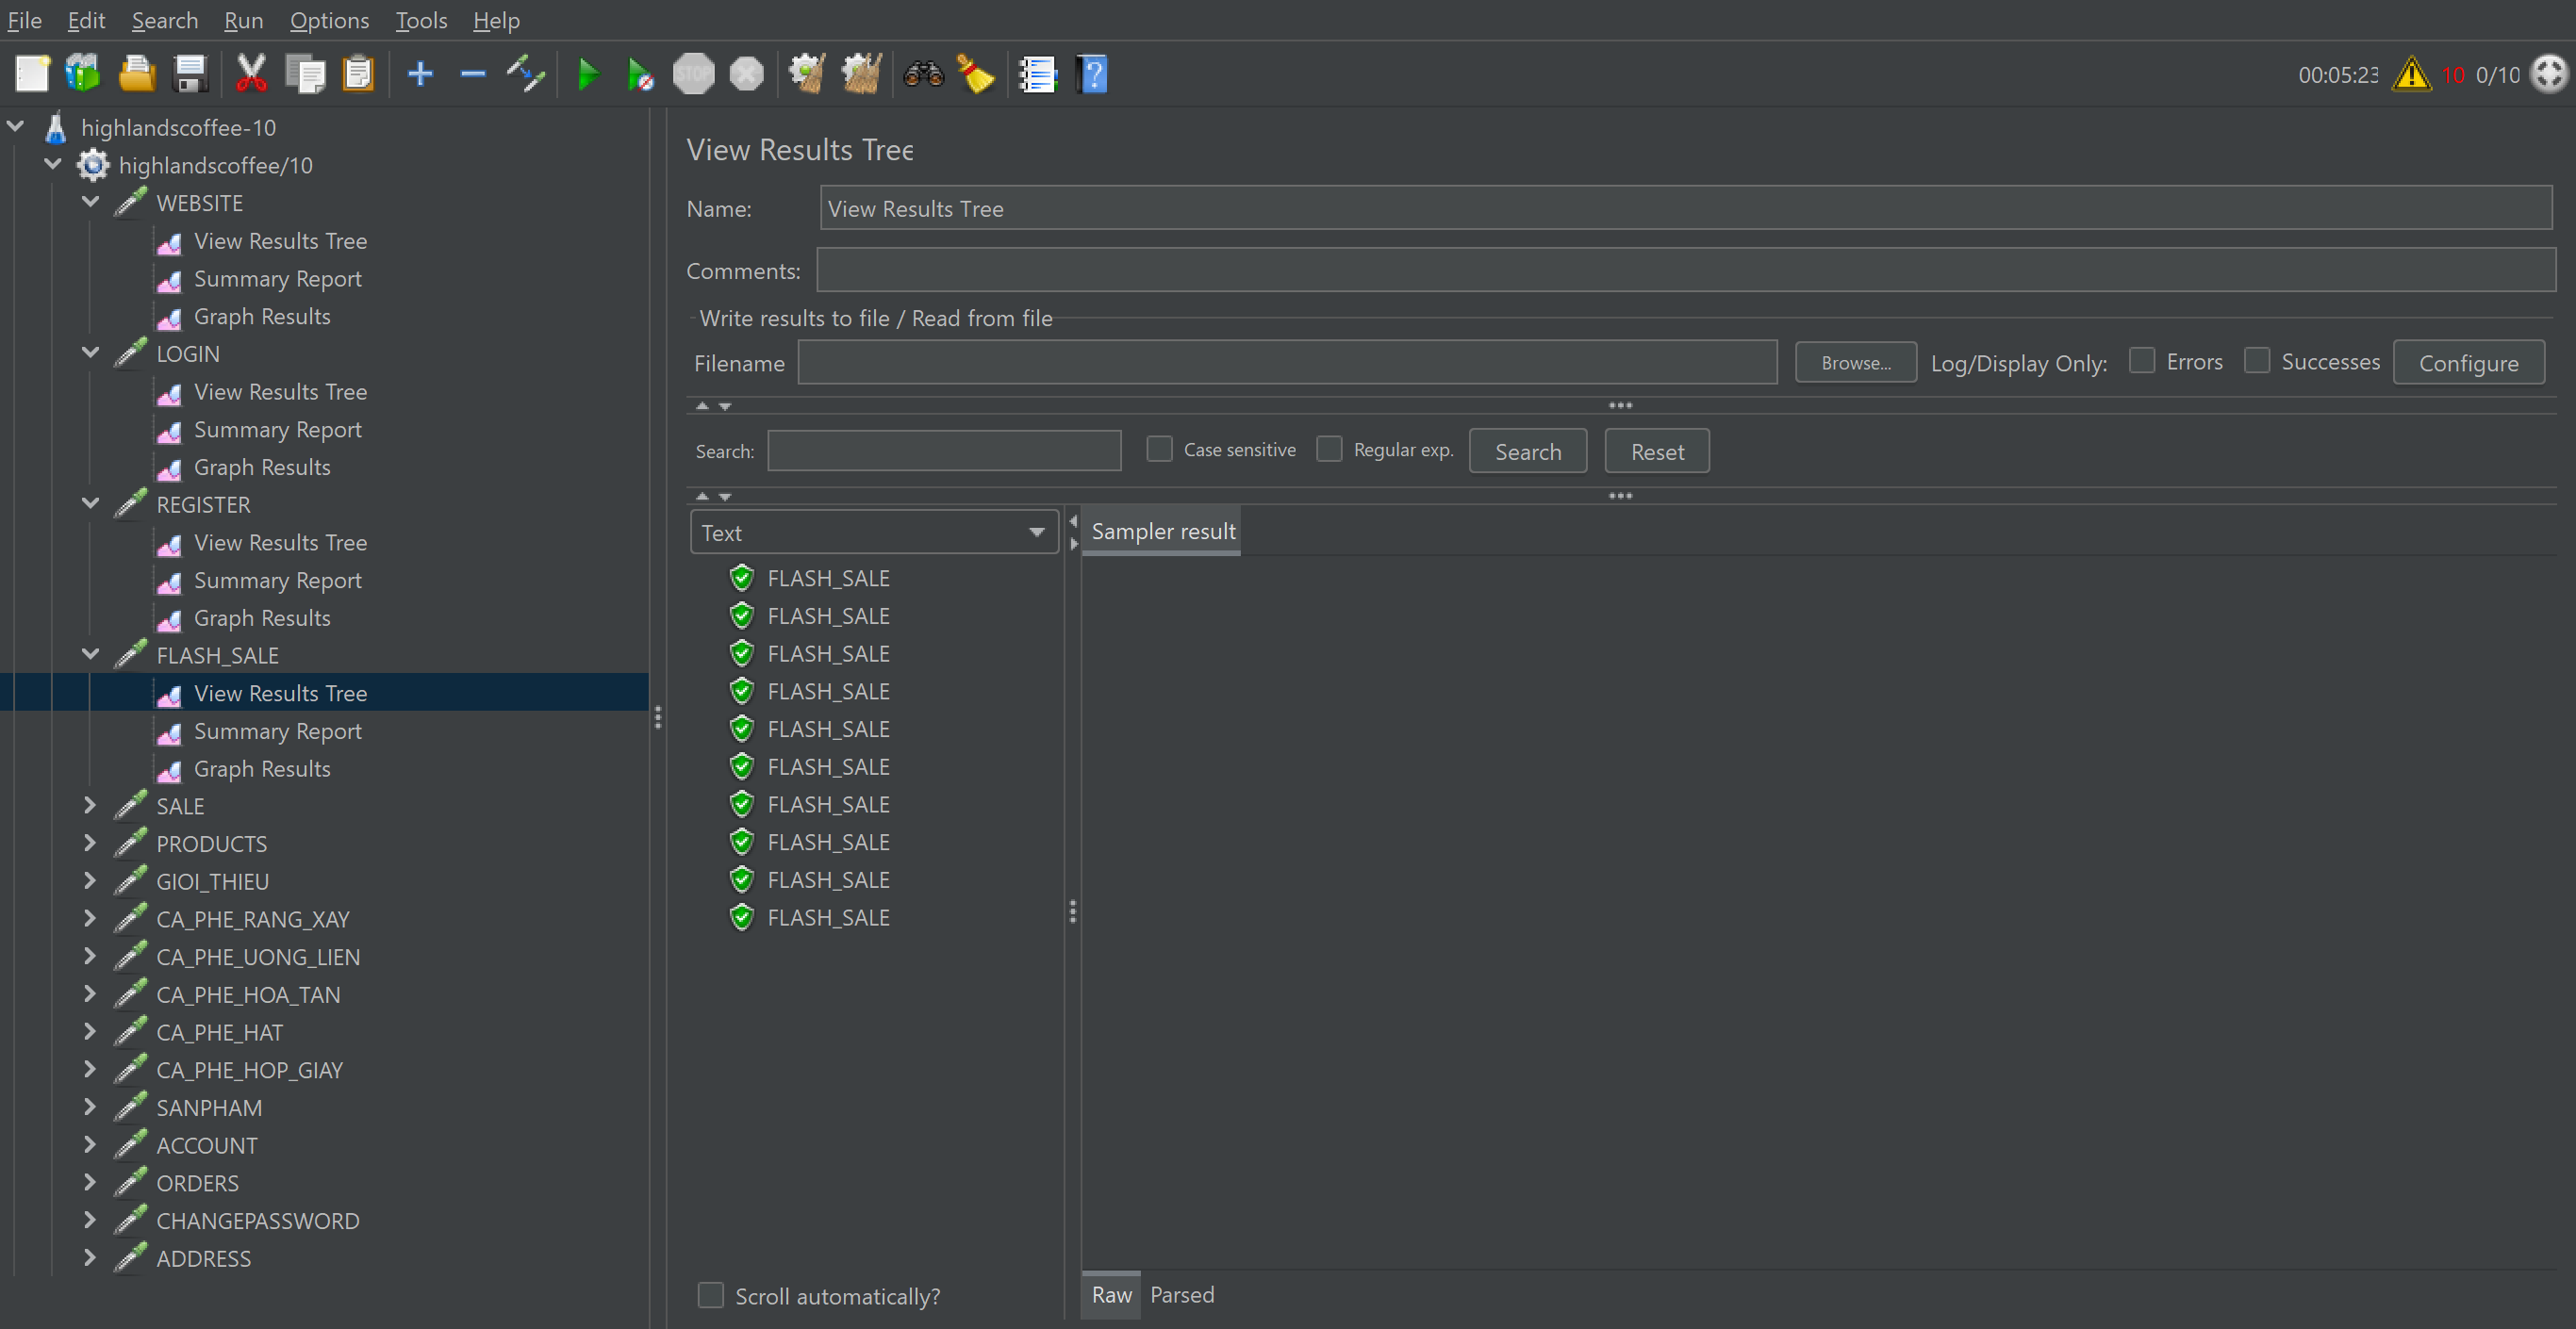 File Edit Search Run Options Tools Help
STOP
00:05:23 10 0/10
highlandscoffee-10
highlandscoffee/10
WEBSITE
View Results Tree
Summary Report
Graph Results
LOGIN
View Results Tree
Summary Report
Graph Results
REGISTER
View Results Tree
Summary Report
Graph Results
FLASH_SALE
View Results Tree
Summary Report
Graph Results
SALE
PRODUCTS
GIOI_THIEU
CA_PHE_RANG_XAY
CA_PHE_UONG_LIEN
CA_PHE_HOA_TAN
CA_PHE_HAT
CA_PHE_HOP_GIAY
SANPHAM
ACCOUNT
ORDERS
CHANGEPASSWORD
ADDRESS
View Results Tree
Name: View Results Tree
Comments:
Write results to file / Read from file
Filename Browse... Log/Display Only: Errors Successes Configure
Search: Case sensitive Regular exp. Search Reset
Text
Sampler result
FLASH_SALE
FLASH_SALE
FLASH_SALE
FLASH_SALE
FLASH_SALE
FLASH_SALE
FLASH_SALE
FLASH_SALE
FLASH_SALE
FLASH_SALE
Scroll automatically?
Raw Parsed